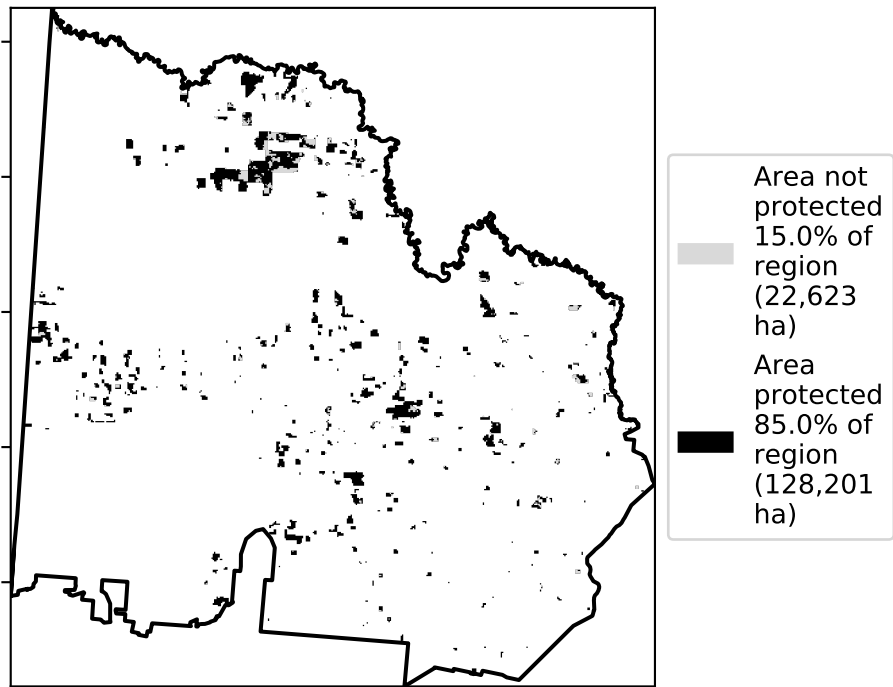 Area not
protected
15.0% of
region
(22,623
ha)
Area
protected
85.0% of
region
(128,201
ha)